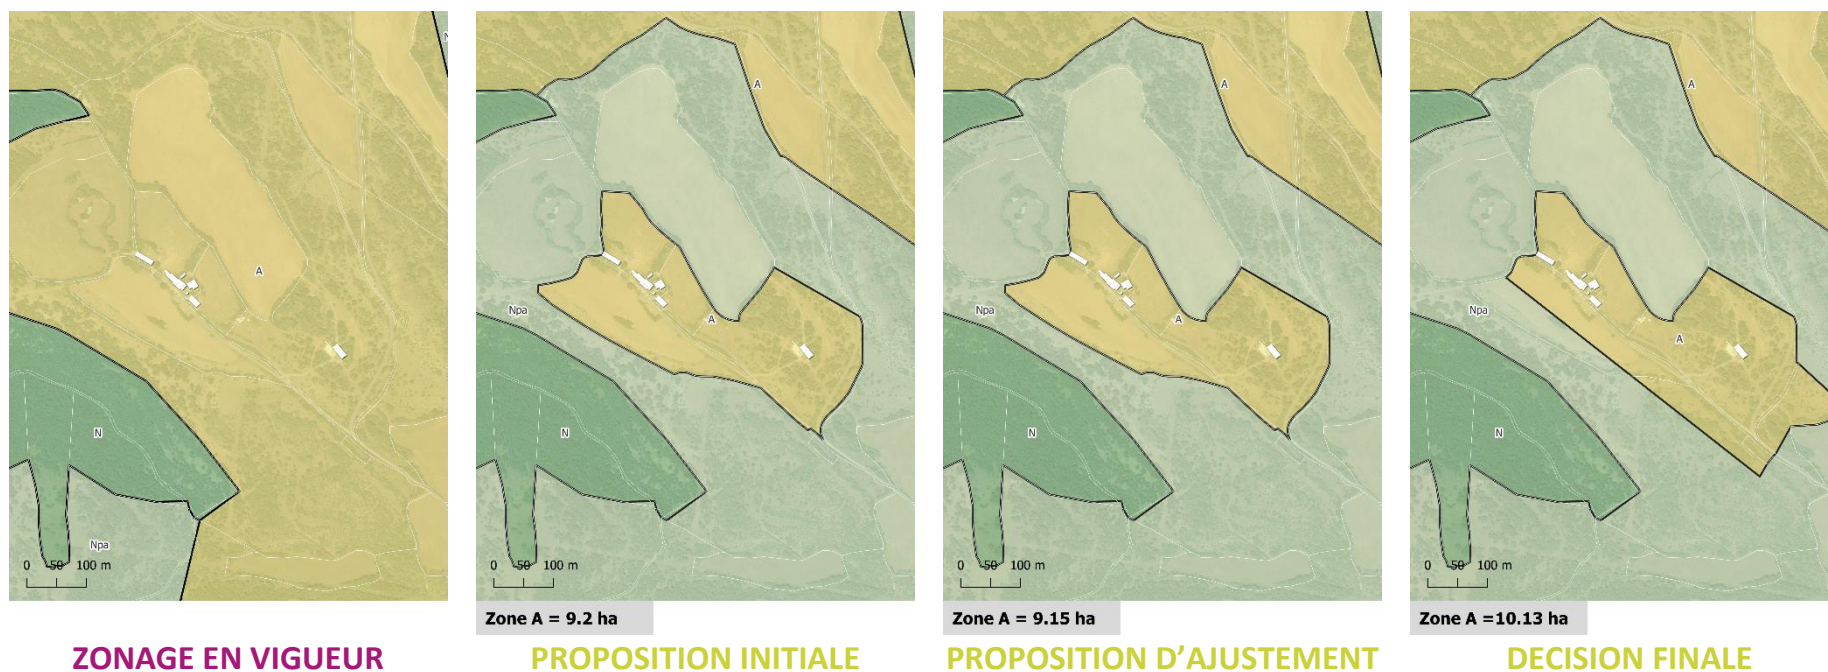 N
A
N
Npa
0 50 100 m
ZONAGE EN VIGUEUR
A
Npa
A
N
0 50 100 m
Zone A = 9.2 ha
PROPOSITION INITIALE
A
Npa
A
N
0 50 100 m
Zone A = 9.15 ha
PROPOSITION D'AJUSTEMENT
A
Npa
A
N
0 50 100 m
Zone A =10.13 ha
DECISION FINALE